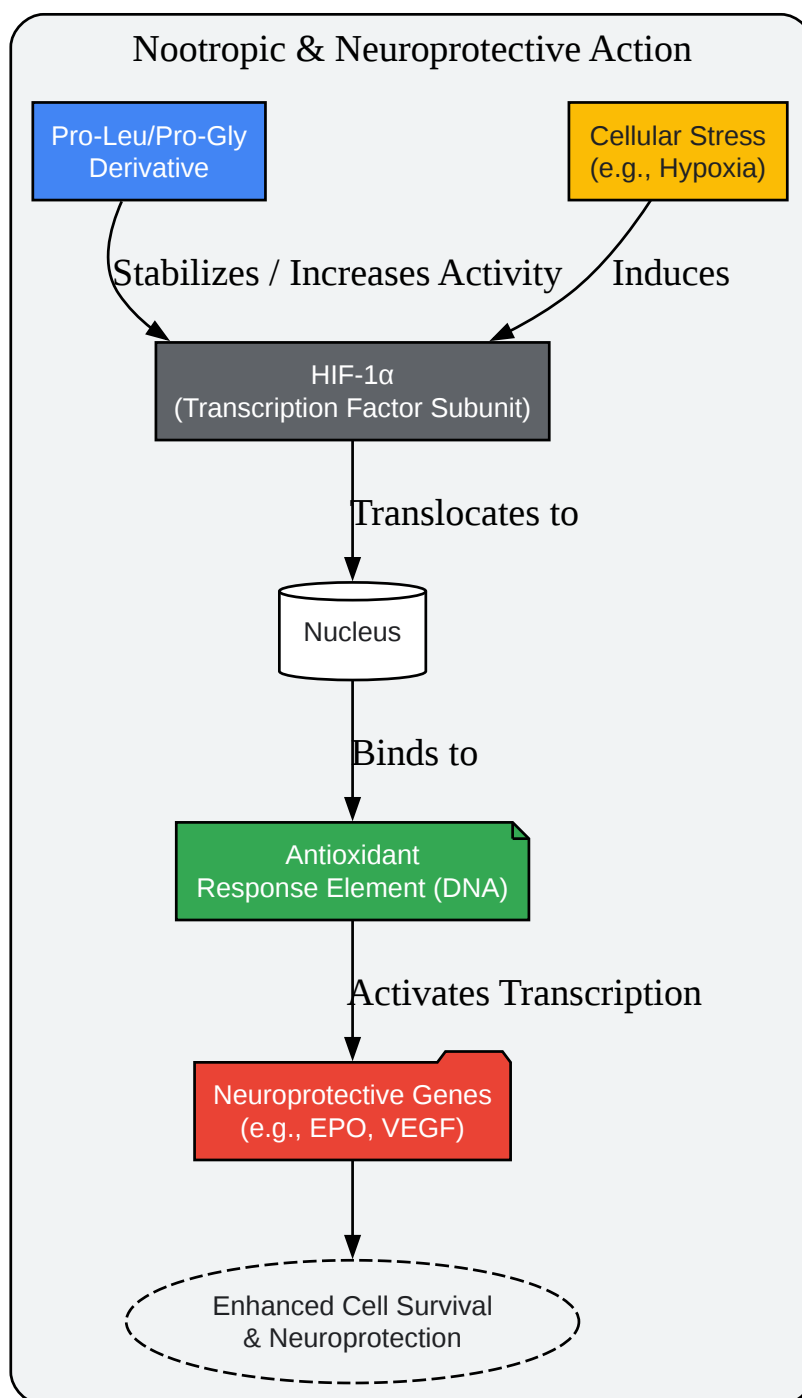 Nootropic & Neuroprotective Action
Pro-Leu/Pro-Gly
Derivative
Cellular Stress
(e.g., Hypoxia)
Stabilizes / Increases Activity
Induces
HIF-1α
(Transcription Factor Subunit)
Translocates to
Nucleus
Binds to
Antioxidant
Response Element (DNA)
Activates Transcription
Neuroprotective Genes
(e.g., EPO, VEGF)
Enhanced Cell Survival
& Neuroprotection